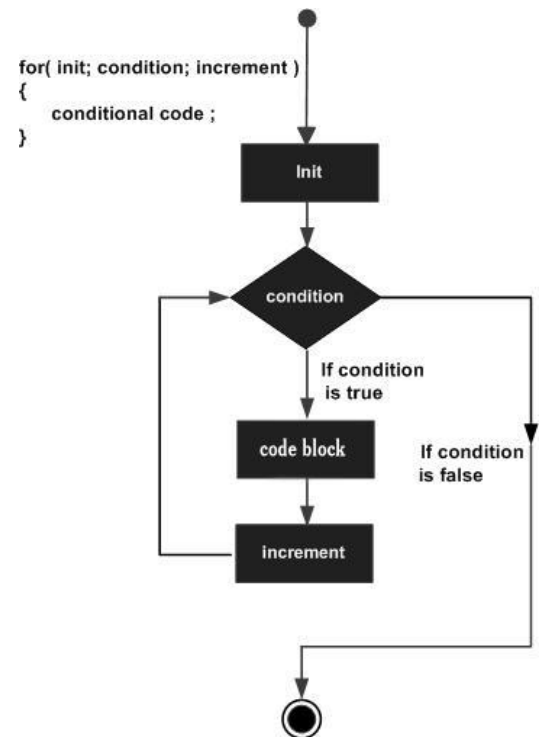 for( init; condition; increment )
{
conditional code ;
}
Init
condition
If condition
is true
code block
If condition
is false
increment